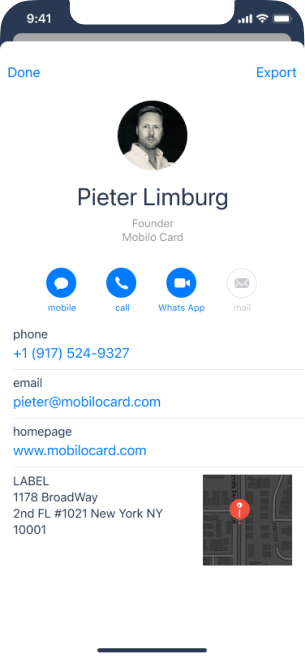 9:41
Done Export
Pieter Limburg
Founder
Mobilo Card
mobile call Whats App mail
phone
+1 (917) 524-9327
email
pieter@mobilocard.com
homepage
www.mobilocard.com
LABEL
1178 BroadWay
2nd FL #1021 New York NY
10001